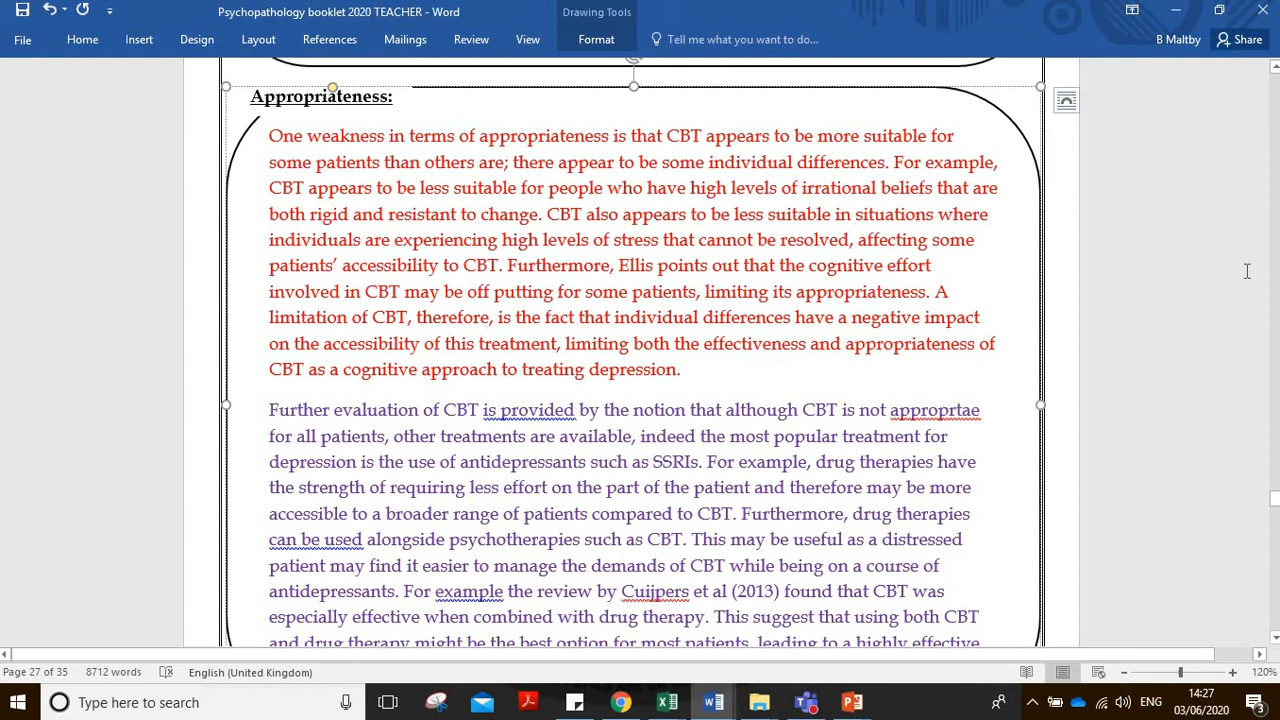 Psychopathology booklet 2020 TEACHER - Word
Drawing Tools
File Home Insert Design Layout References Mailings Review View Format Tell me what you want to do... B Maltby Share
Appropriateness:
One weakness in terms of appropriateness is that CBT appears to be more suitable for
some patients than others are; there appear to be some individual differences. For example,
CBT appears to be less suitable for people who have high levels of irrational beliefs that are
both rigid and resistant to change. CBT also appears to be less suitable in situations where
individuals are experiencing high levels of stress that cannot be resolved, affecting some
patients' accessibility to CBT. Furthermore, Ellis points out that the cognitive effort
involved in CBT may be off putting for some patients, limiting its appropriateness. A
limitation of CBT, therefore, is the fact that individual differences have a negative impact
on the accessibility of this treatment, limiting both the effectiveness and appropriateness of
CBT as a cognitive approach to treating depression.
Further evaluation of CBT is provided by the notion that although CBT is not approprtae
for all patients, other treatments are available, indeed the most popular treatment for
depression is the use of antidepressants such as SSRIs. For example, drug therapies have
the strength of requiring less effort on the part of the patient and therefore may be more
accessible to a broader range of patients compared to CBT. Furthermore, drug therapies
can be used alongside psychotherapies such as CBT. This may be useful as a distressed
patient may find it easier to manage the demands of CBT while being on a course of
antidepressants. For example the review by Cuijpers et al (2013) found that CBT was
especially effective when combined with drug therapy. This suggest that using both CBT
and drug therapy might be the best option for most patients, leading to a highly effective
Page 27 of 35 8712 words English (United Kingdom) 120%
Type here to search ENG 14:27
03/06/2020 3